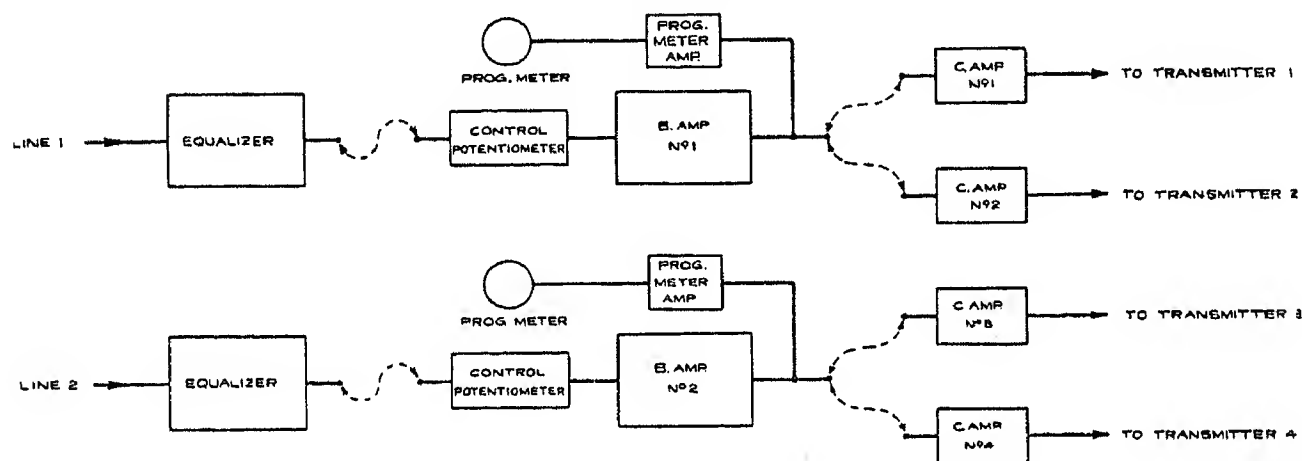 PROG.
METER
AMP.
PROG. METER
C.AMP
Nº1
TO TRANSMITTER 1
LINE 1
EQUALIZER
CONTROL
POTENTIOMETER
B. AMP
Nº1
C. AMP
Nº2
TO TRANSMITTER 2
PROG.
METER
AMP
PROG METER
C AMP.
Nº3
TO TRANSMITTER 3
LINE 2
EQUALIZER
CONTROL
POTENTIOMETER
B. AMP.
Nº2
C. AMP
Nº4
TO TRANSMITTER 4